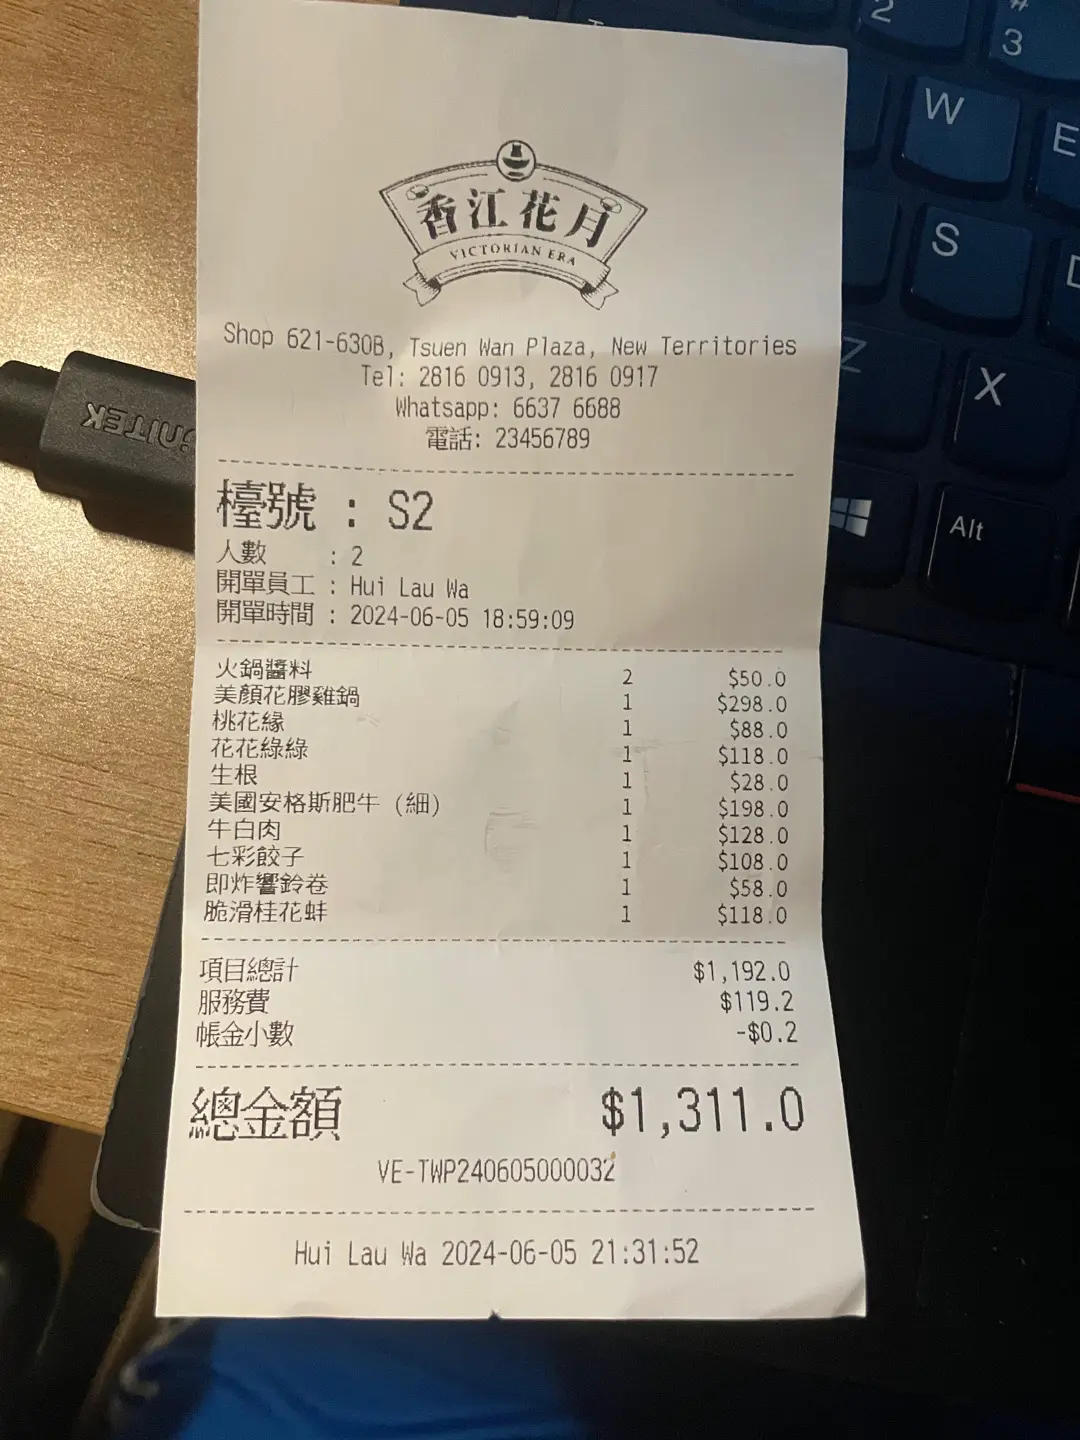 香江花月
VICTORIAN ERA
Shop 621-630B, Tsuen Wan Plaza, New Territories
Tel: 2816 0913, 2816 0917
Whatsapp: 6637 6688
電話: 23456789
檯號 : S2
人數 : 2
開單員工 : Hui Lau Wa
開單時間 : 2024-06-05 18:59:09
火鍋醬料 2 $50.0
美顏花膠雞鍋 1 $298.0
桃花緣 1 $88.0
花花綠綠 1 $118.0
生根 1 $28.0
美國安格斯肥牛 (細) 1 $198.0
牛白肉 1 $128.0
七彩餃子 1 $108.0
即炸響鈴卷 1 $58.0
脆滑桂花蚌 1 $118.0
項目總計 $1,192.0
服務費 $119.2
帳金小數 -$0.2
總金額 $1,311.0
VE-TWP240605000032
Hui Lau Wa 2024-06-05 21:31:52
UNITEK
2
#
3
W
E
S
D
Z
X
Alt